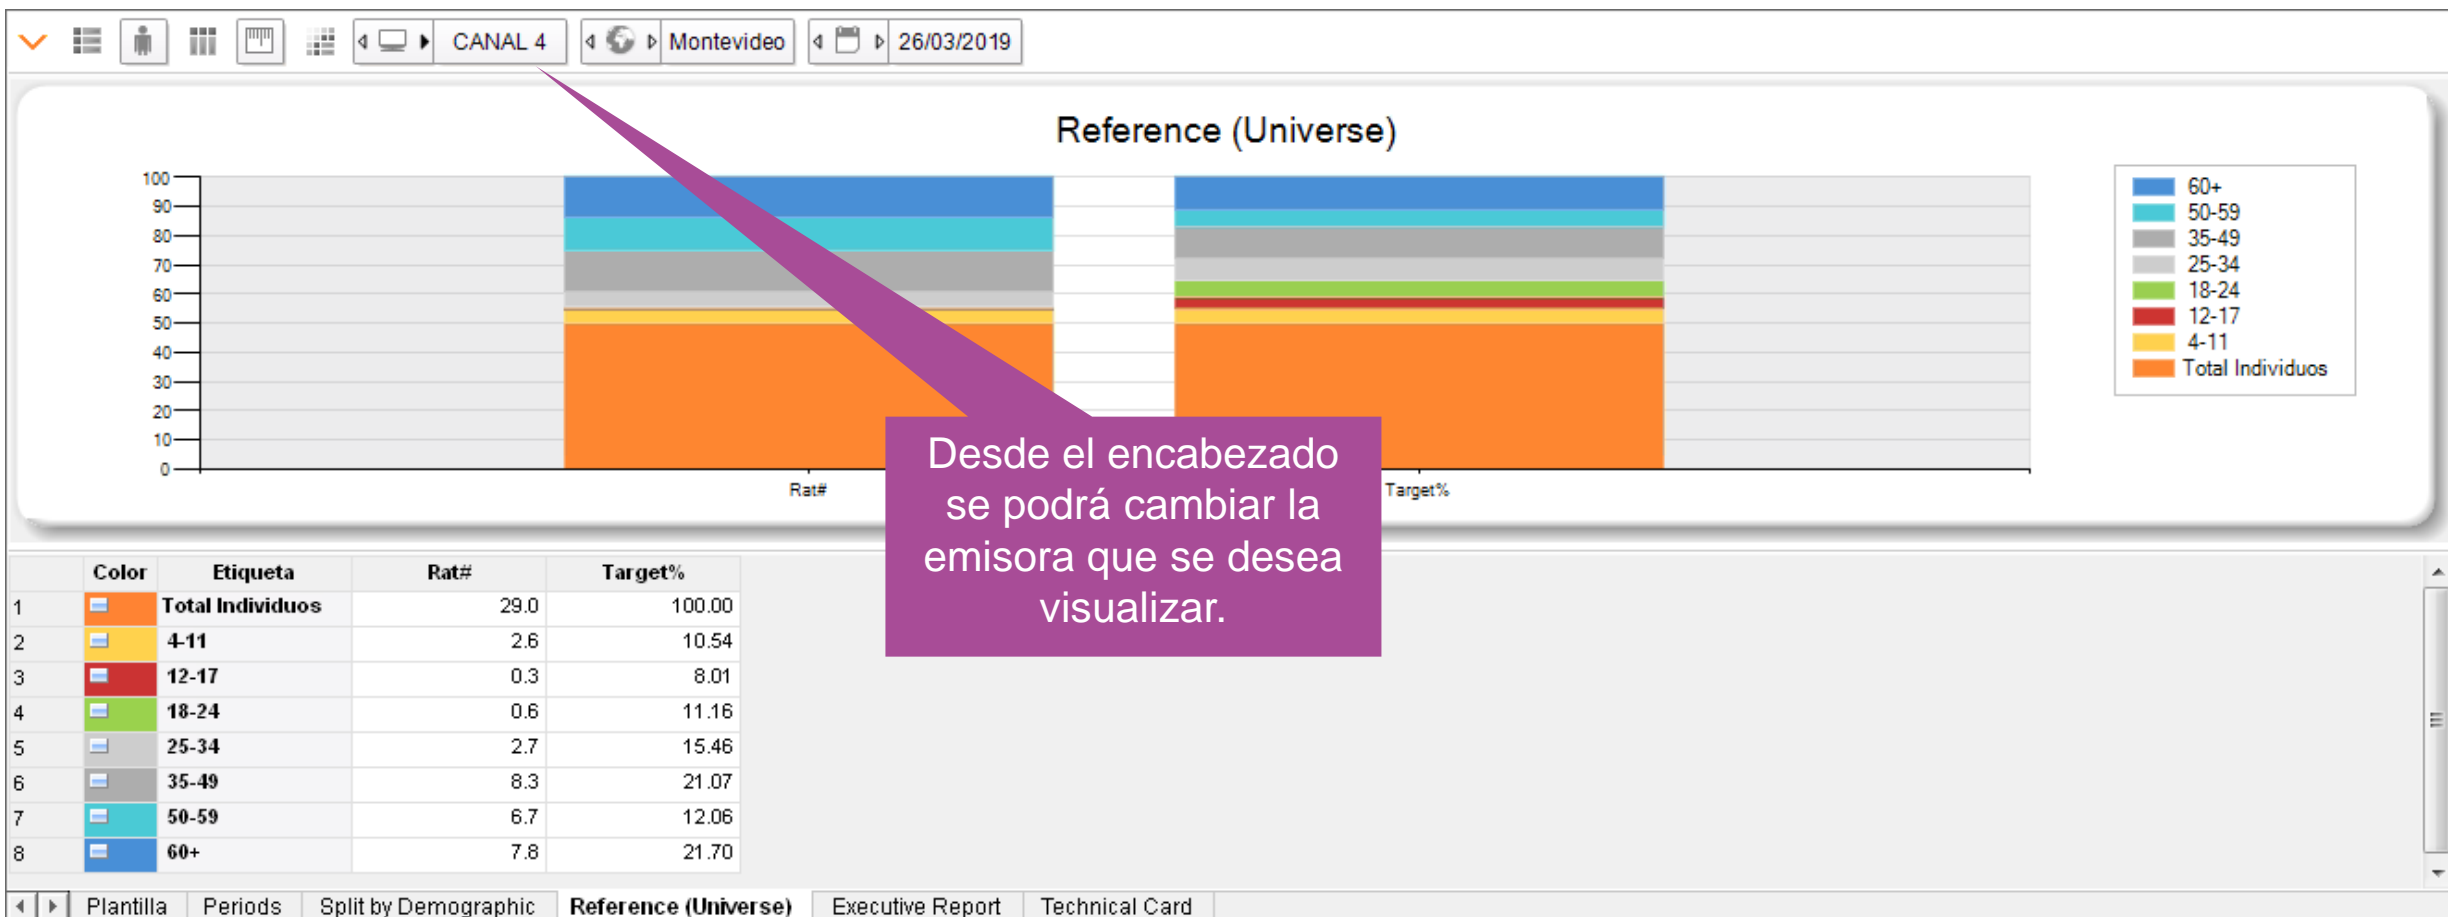 CANAL 4 Montevideo 26/03/2019
Reference (Universe)
100
90
80
70
60
50
40
30
20
10
0
Rat# Target%
60+
50-59
35-49
25-34
18-24
12-17
4-11
Total Individuos
Desde el encabezado
se podrá cambiar la
emisora que se desea
visualizar.
Color Etiqueta Rat# Target%
1 Total Individuos 29.0 100.00
2 4-11 2.6 10.54
3 12-17 0.3 8.01
4 18-24 0.6 11.16
5 25-34 2.7 15.46
6 35-49 8.3 21.07
7 50-59 6.7 12.06
8 60+ 7.8 21.70
Plantilla Periods Split by Demographic Reference (Universe) Executive Report Technical Card